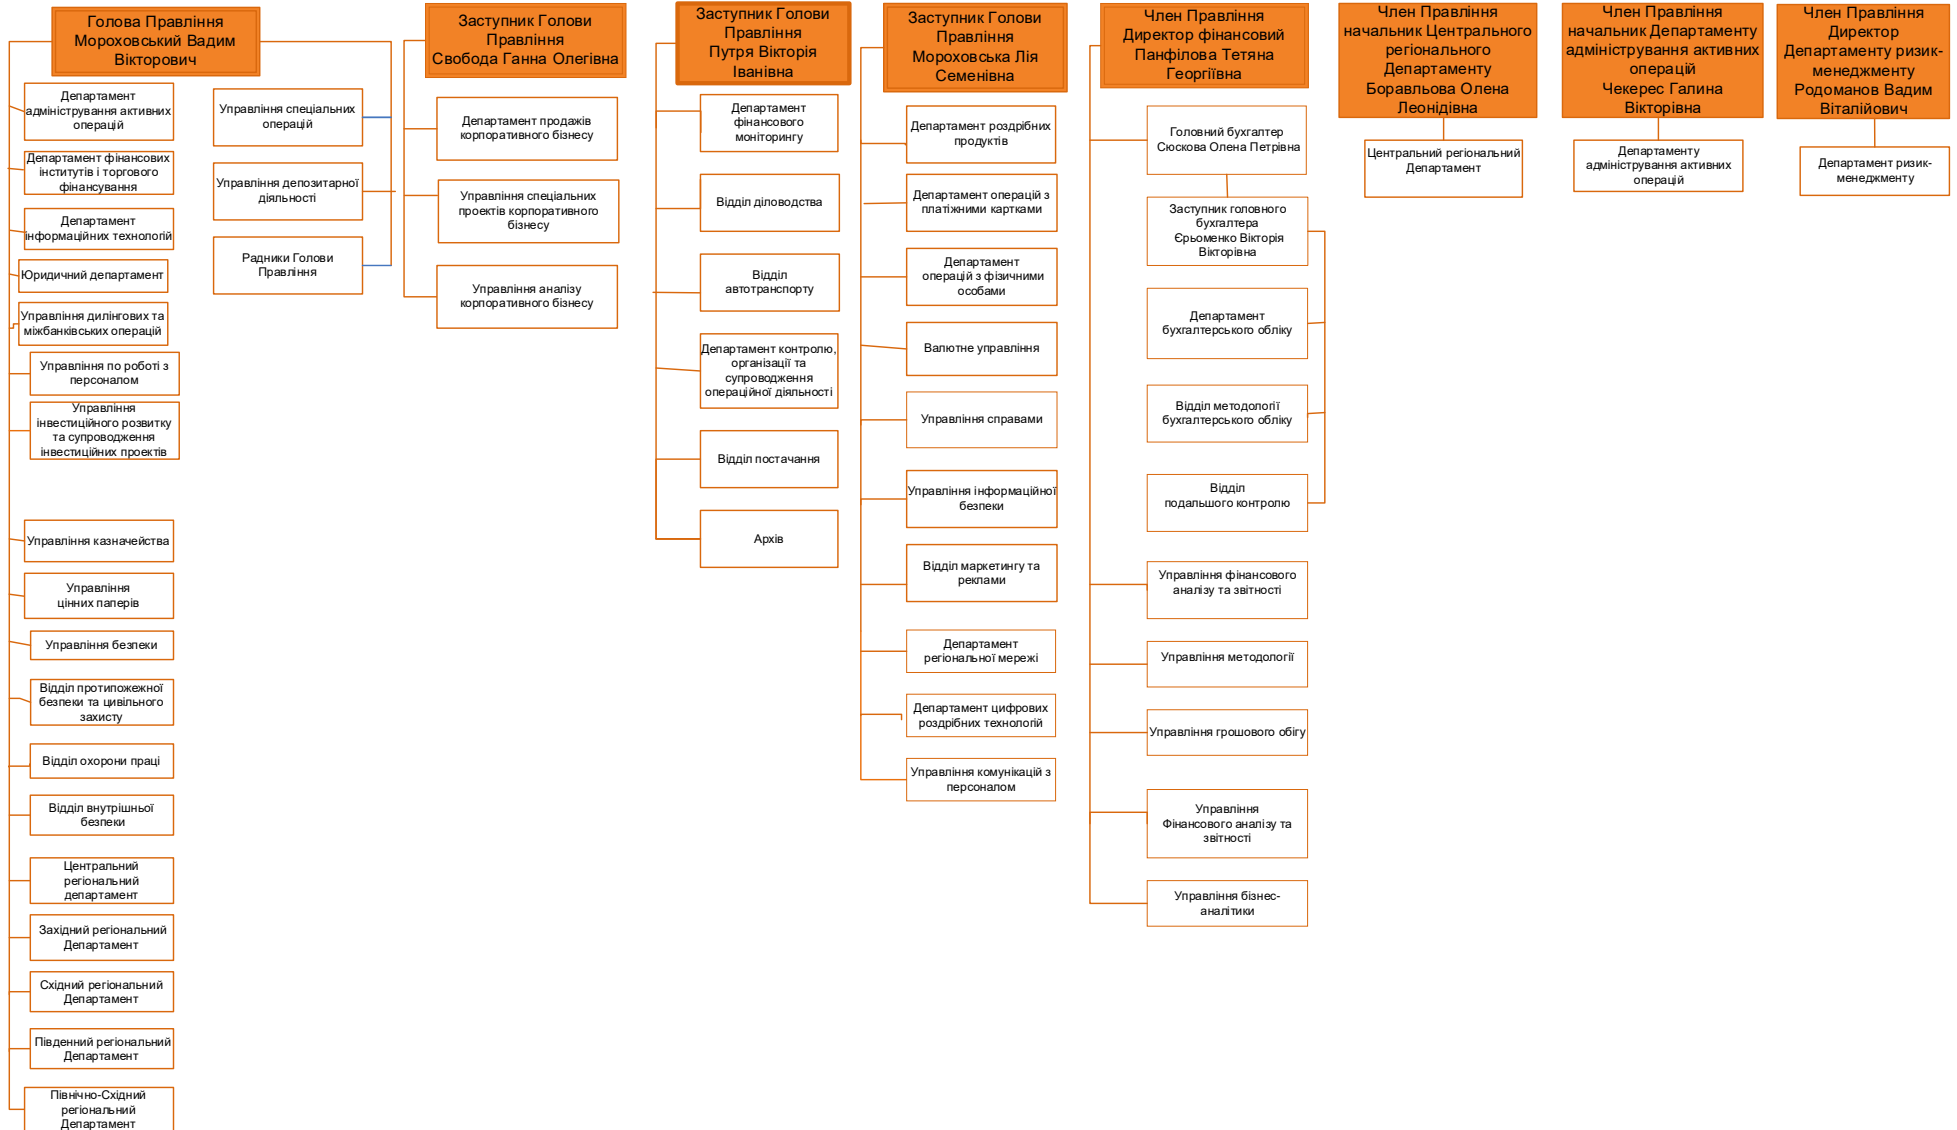 Голова Правління
Мороховський Вадим
Вікторович
Департамент
адміністрування активних
операцій
Департамент фінансових
інститутів і торгового
фінансування
Департамент
інформаційних технологій
Юридичний департамент
Управління дилінгових та
міжбанківських операцій
Управління по роботі з
персоналом
Управління
інвестиційного розвитку
та супроводження
інвестиційних проектів
Управління казначейства
Управління
цінних паперів
Управління безпеки
Відділ протипожежної
безпеки та цивільного
захисту
Відділ охорони праці
Відділ внутрішньої
безпеки
Центральний
регіональний
департамент
Західний регіональний
Департамент
Східний регіональний
Департамент
Південний регіональний
Департамент
Північно-Східний
регіональний
Департамент
Управління спеціальних
операцій
Управління депозитарної
діяльності
Радники Голови
Правління
Заступник Голови
Правління
Свобода Ганна Олегівна
Департамент продажів
корпоративного бізнесу
Управління спеціальних
проектів корпоративного
бізнесу
Управління аналізу
корпоративного бізнесу
Заступник Голови
Правління
Путря Вікторія
Іванівна
Департамент
фінансового
моніторингу
Відділ діловодства
Відділ
автотранспорту
Департамент контролю,
організації та
супроводження
операційної діяльності
Відділ постачання
Архів
Заступник Голови
Правління
Мороховська Лія
Семенівна
Департамент роздрібних
продуктів
Департамент операцій з
платіжними картками
Департамент
операцій з фізичними
особами
Валютне управління
Управління справами
Управління інформаційної
безпеки
Відділ маркетингу та
реклами
Департамент
регіональної мережі
Департамент цифрових
роздрібних технологій
Управління комунікацій з
персоналом
Член Правління
Директор фінансовий
Панфілова Тетяна
Георгіївна
Головний бухгалтер
Сюскова Олена Петрівна
Заступник головного
бухгалтера
Єрьоменко Вікторія
Вікторівна
Департамент
бухгалтерського обліку
Відділ методології
бухгалтерського обліку
Відділ
подальшого контролю
Управління фінансового
аналізу та звітності
Управління методології
Управління грошового обігу
Управління
Фінансового аналізу та
звітності
Управління бізнес-
аналітики
Член Правління
начальник Центрального
регіонального
Департаменту
Боравльова Олена
Леонідівна
Центральний регіональний
Департамент
Член Правління
начальник Департаменту
адміністрування активних
операцій
Чекерес Галина
Вікторівна
Департаменту
адміністрування активних
операцій
Член Правління
Директор
Департаменту ризик-
менеджменту
Родоманов Вадим
Віталійович
Департамент ризик-
менеджменту